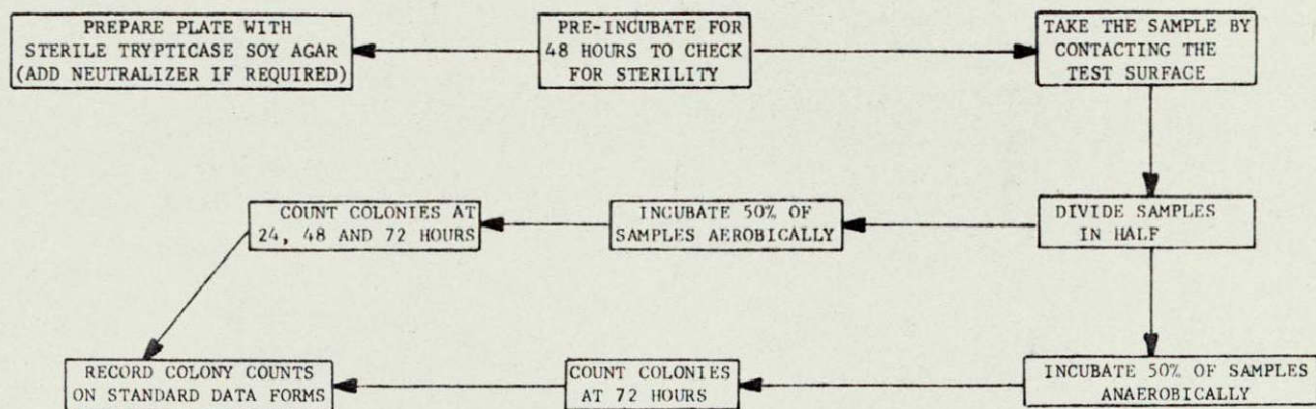 PREPARE PLATE WITH
STERILE TRYPTICASE SOY AGAR
(ADD NEUTRALIZER IF REQUIRED)
PRE-INCUBATE FOR
48 HOURS TO CHECK
FOR STERILITY
TAKE THE SAMPLE BY
CONTACTING THE
TEST SURFACE
DIVIDE SAMPLES
IN HALF
INCUBATE 50% OF
SAMPLES AEROBICALLY
COUNT COLONIES AT
24, 48 AND 72 HOURS
INCUBATE 50% OF SAMPLES
ANAEROBICALLY
COUNT COLONIES
AT 72 HOURS
RECORD COLONY COUNTS
ON STANDARD DATA FORMS